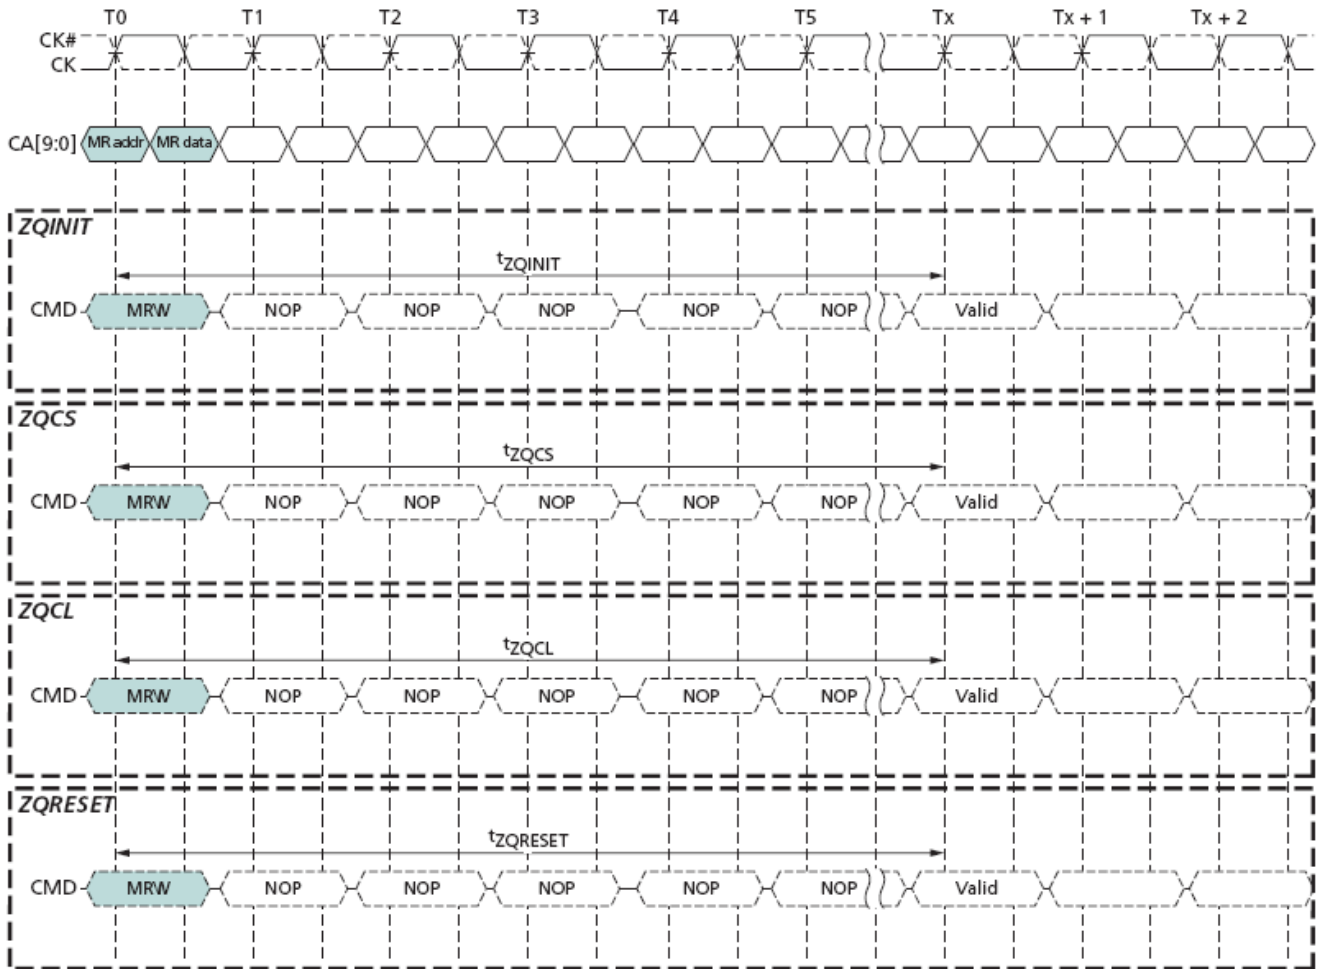 T0 T1 T2 T3 T4 T5 Tx Tx + 1 Tx + 2
CK#
CK
CA[9:0] MR addr MR data
ZQINIT
tZQINIT
CMD MRW NOP NOP NOP NOP NOP Valid
ZQCS
tZQCS
CMD MRW NOP NOP NOP NOP NOP Valid
ZQCL
tZQCL
CMD MRW NOP NOP NOP NOP NOP Valid
ZQRESET
tZQRESET
CMD MRW NOP NOP NOP NOP NOP Valid